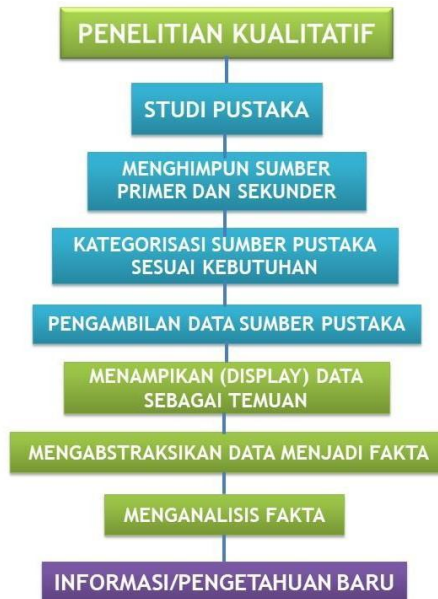 PENELITIAN KUALITATIF
STUDI PUSTAKA
MENGHIMPUN SUMBER
PRIMER DAN SEKUNDER
KATEGORISASI SUMBER PUSTAKA
SESUAI KEBUTUHAN
PENGAMBILAN DATA SUMBER PUSTAKA
MENAMPIKAN (DISPLAY) DATA
SEBAGAI TEMUAN
MENGABSTRAKSIKAN DATA MENJADI FAKTA
MENGANALISIS FAKTA
INFORMASI/PENGETAHUAN BARU